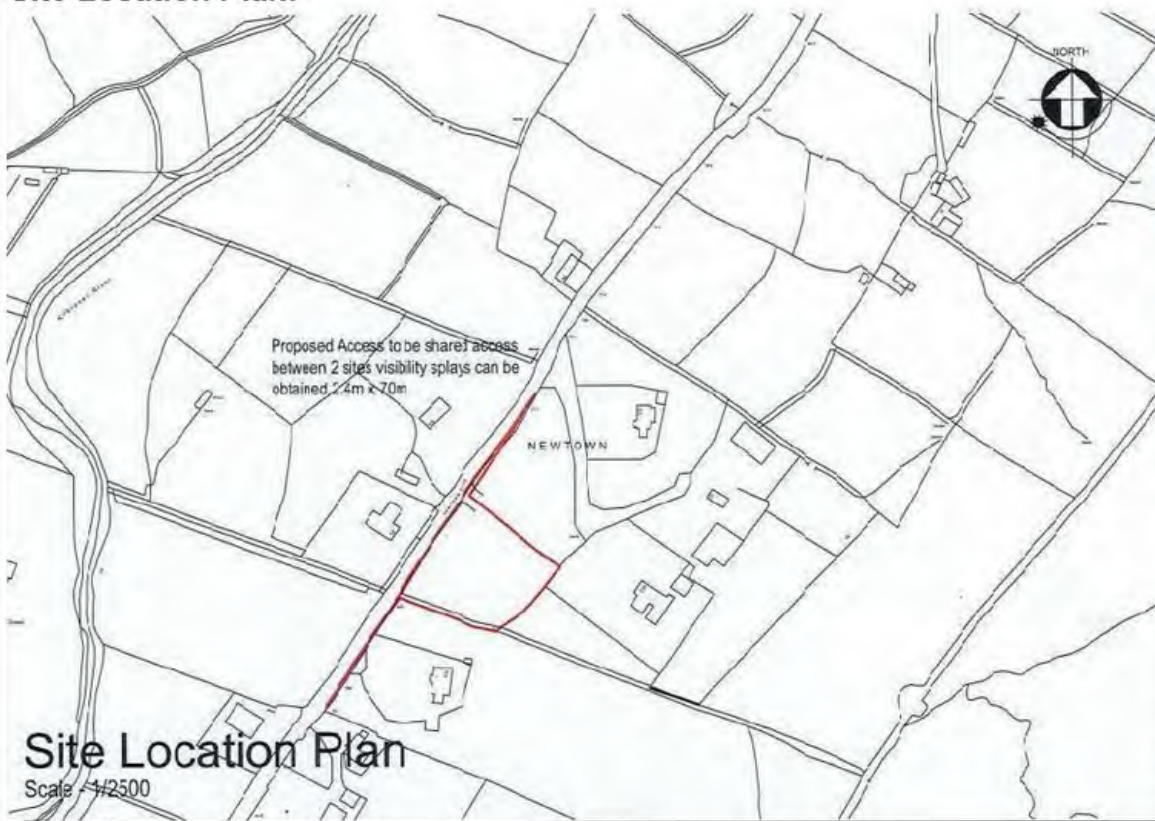 Site Location Plan
NORTH
Proposed Access to be shared access
between 2 sites visibility splays can be
obtained 2.4m x 70m
NEWTOWN
Site Location Plan
Scale - 1/2500